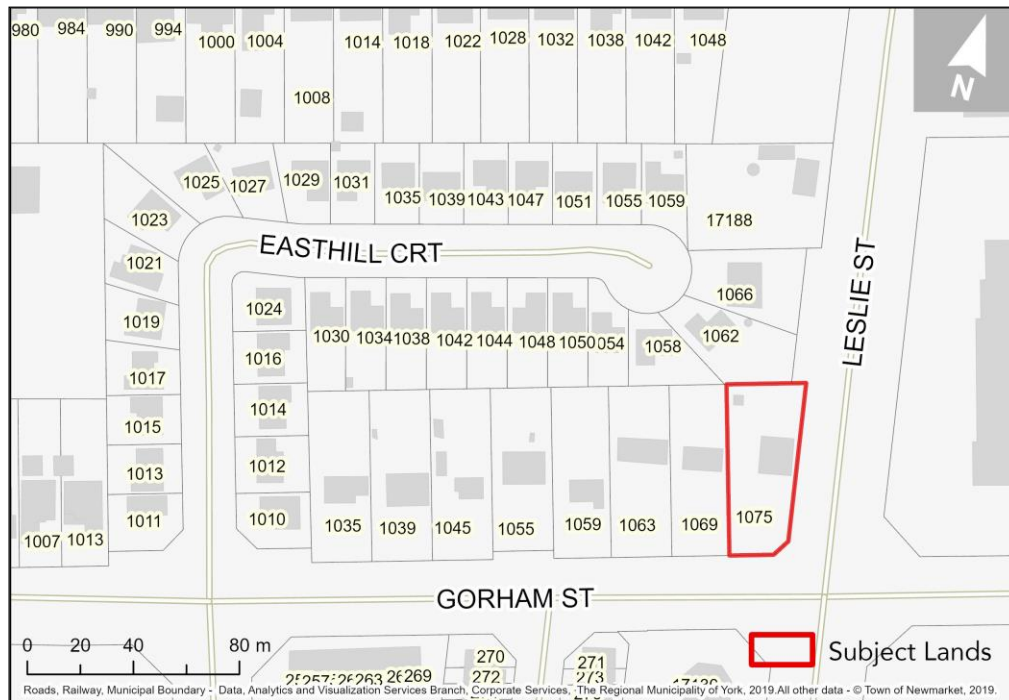 980 984 990 994 1000 1004 1014 1018 1022 1028 1032 1038 1042 1048
1008
N
1025 1027 1029 1031 1035 1039 1043 1047 1051 1055 1059
17188
1023
EASTHILL CRT
1021
1066
LESLIE ST
1024
1019
1030 1034 1038 1042 1044 1048 1050 1058 1062
1016
1017
1014
1015
1012
1013
1010
1011
1007 1013
1035 1039 1045 1055 1059 1063 1069 1075
GORHAM ST
0 20 40 80 m
270
272
269
263
271
273
Subject Lands
Roads, Railway, Municipal Boundary - Data, Analytics and Visualization Services Branch, Corporate Services, The Regional Municipality of York, 2019. All other data - © Town of Newmarket, 2019.